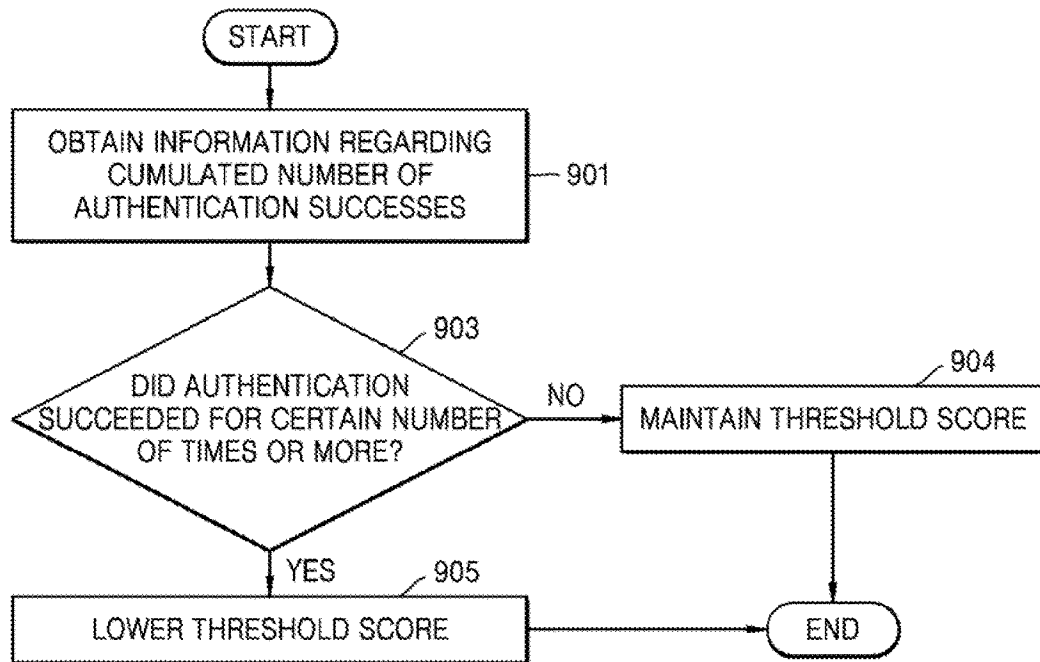 START
OBTAIN INFORMATION REGARDING
CUMULATED NUMBER OF
AUTHENTICATION SUCCESSES
901
903
DID AUTHENTICATION
SUCCEEDED FOR CERTAIN NUMBER
OF TIMES OR MORE?
NO
904
MAINTAIN THRESHOLD SCORE
YES
905
LOWER THRESHOLD SCORE
END